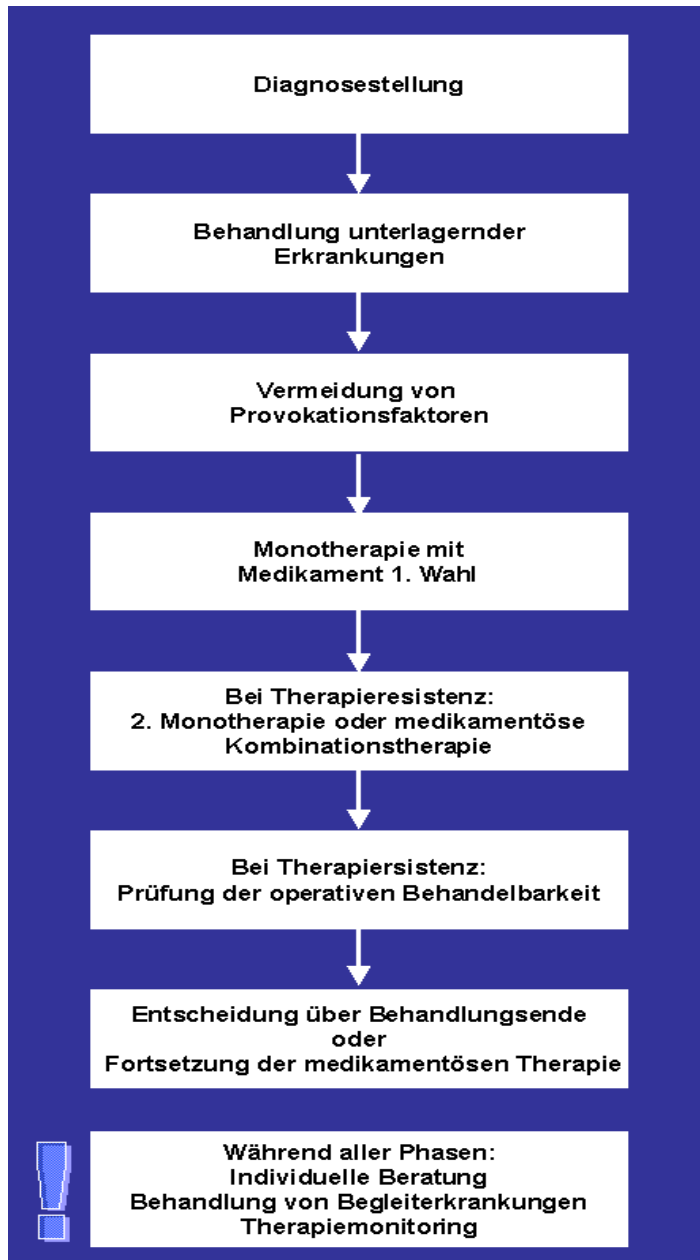 Diagnosestellung
Behandlung unterlagernder
Erkrankungen
Vermeidung von
Provokationsfaktoren
Monotherapie mit
Medikament 1. Wahl
Bei Therapieresistenz:
2. Monotherapie oder medikamentöse
Kombinationstherapie
Bei Therapiersistenz:
Prüfung der operativen Behandelbarkeit
Entscheidung über Behandlungsende
oder
Fortsetzung der medikamentösen Therapie
!
Während aller Phasen:
Individuelle Beratung
Behandlung von Begleiterkrankungen
Therapiemonitoring